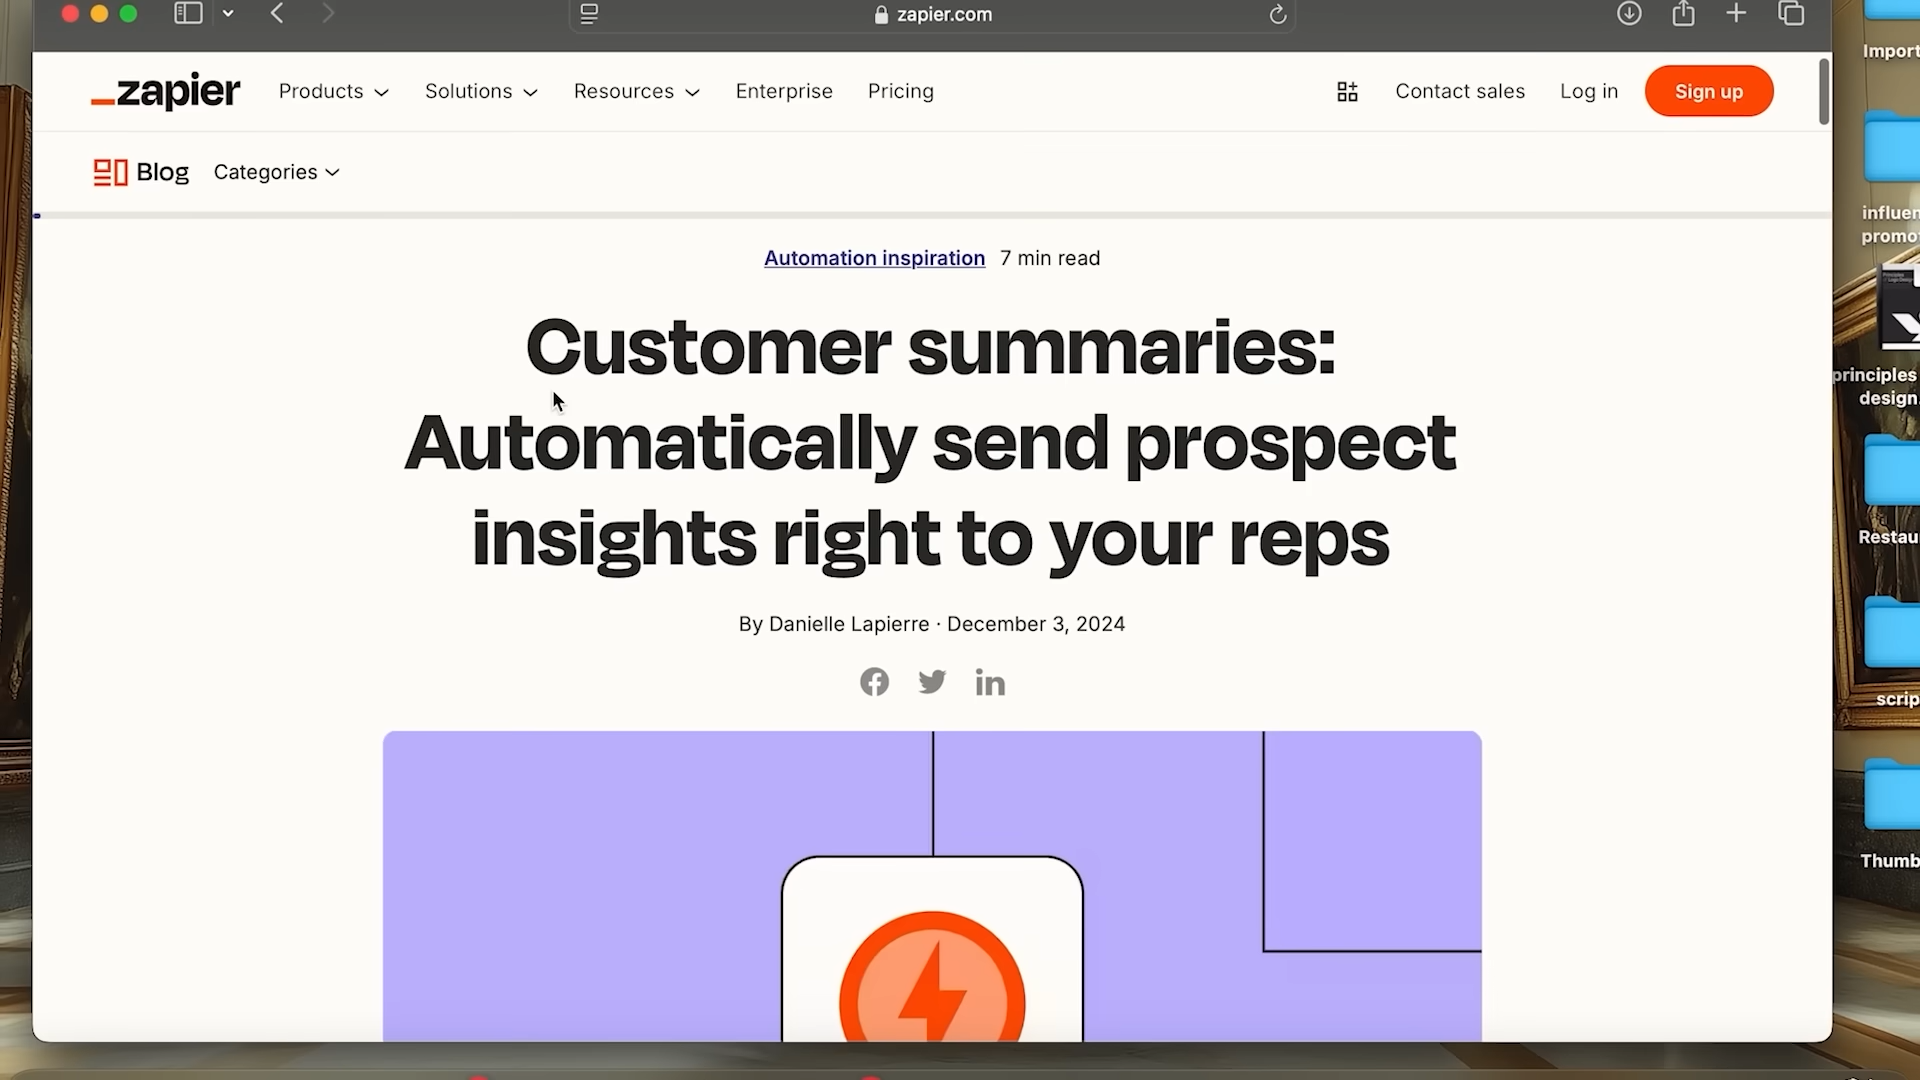 zapier.com
zapier Products Solutions Resources Enterprise Pricing Contact sales Log in Sign up
Blog Categories
Automation inspiration 7 min read
Customer summaries:
Automatically send prospect
insights right to your reps
By Danielle Lapierre · December 3, 2024
Import
influen
promo
principles
design.
Restau
scrip
Thumb